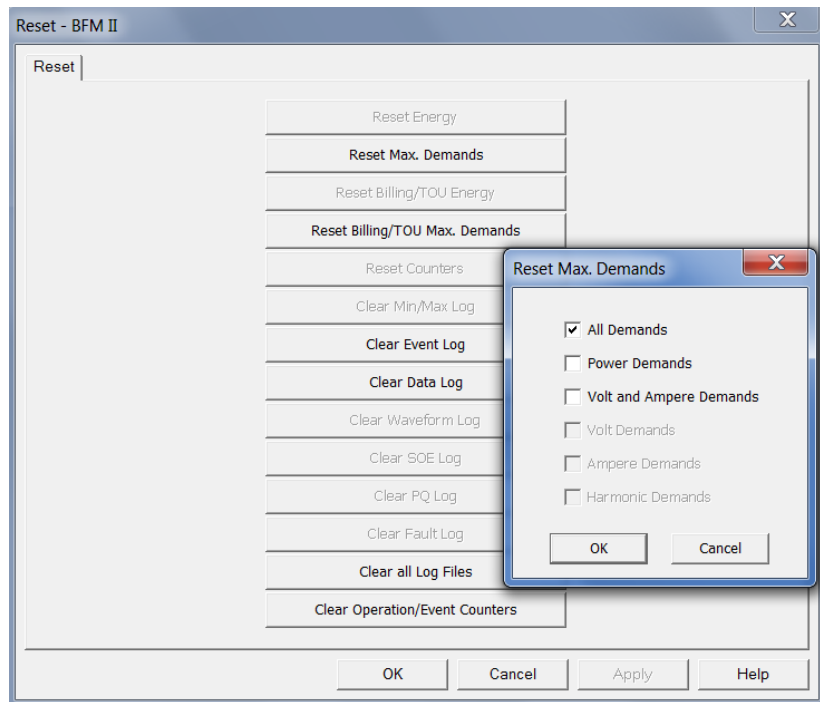 Reset - BFM II
Reset
Reset Energy
Reset Max. Demands
Reset Billing/TOU Energy
Reset Billing/TOU Max. Demands
Reset Counters
Clear Min/Max Log
Clear Event Log
Clear Data Log
Clear Waveform Log
Clear SOE Log
Clear PQ Log
Clear Fault Log
Clear all Log Files
Clear Operation/Event Counters
Reset Max. Demands
All Demands
Power Demands
Volt and Ampere Demands
Volt Demands
Ampere Demands
Harmonic Demands
OK Cancel
OK Cancel Apply Help